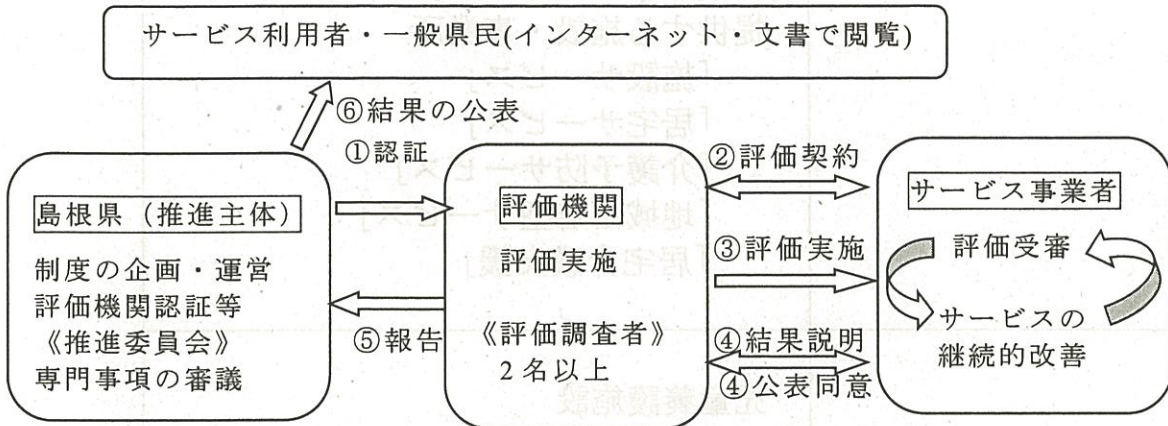 サービス利用者・一般県民(インターネット・文書で閲覧)
⑥結果の公表
①認証
②評価契約
島根県（推進主体）
制度の企画・運営
評価機関認証等
《推進委員会》
専門事項の審議
評価機関
評価実施
《評価調査者》
2名以上
③評価実施
⑤報告
④結果説明
④公表同意
サービス事業者
評価受審
サービスの
継続的改善